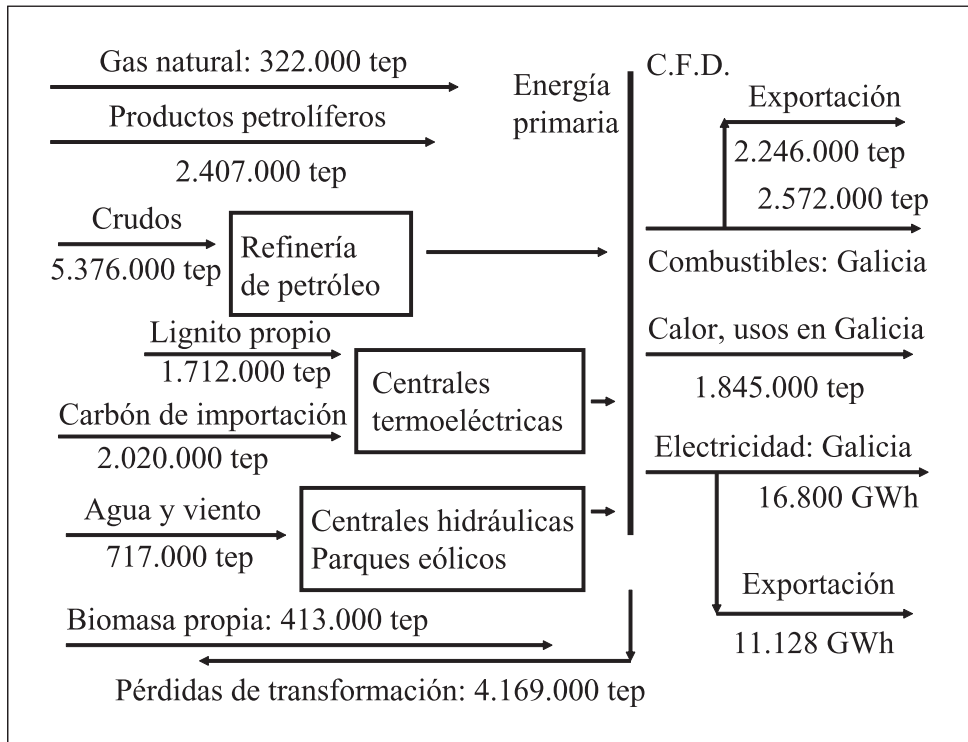 Gas natural: 322.000 tep
Productos petrolíferos
2.407.000 tep
Crudos
5.376.000 tep
Refinería
de petróleo
Lignito propio
1.712.000 tep
Carbón de importación
2.020.000 tep
Centrales
termoeléctricas
Agua y viento
717.000 tep
Centrales hidráulicas
Parques eólicos
Biomasa propia: 413.000 tep
Pérdidas de transformación: 4.169.000 tep
Energía
primaria
C.F.D.
Exportación
2.246.000 tep
2.572.000 tep
Combustibles: Galicia
Calor, usos en Galicia
1.845.000 tep
Electricidad: Galicia
16.800 GWh
Exportación
11.128 GWh